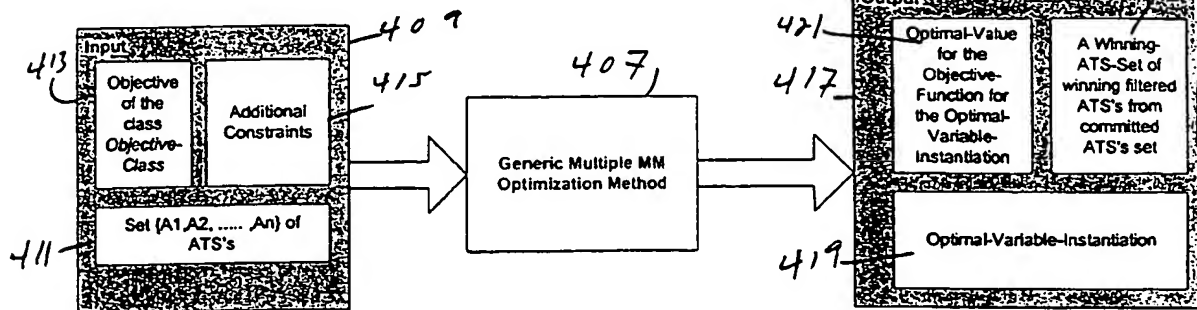 Input
409
413
Objective
of the
class
Objective-
Class
Additional
Constraints
415
Set {A1,A2, ..... ,An} of
ATS's
411
407
Generic Multiple MM
Optimization Method
421
417
Optimal-Value
for the
Objective-
Function for
the Optimal-
Variable-
Instantiation
A Winning-
ATS-Set of
winning filtered
ATS's from
committed
ATS's set
Optimal-Variable-Instantiation
419